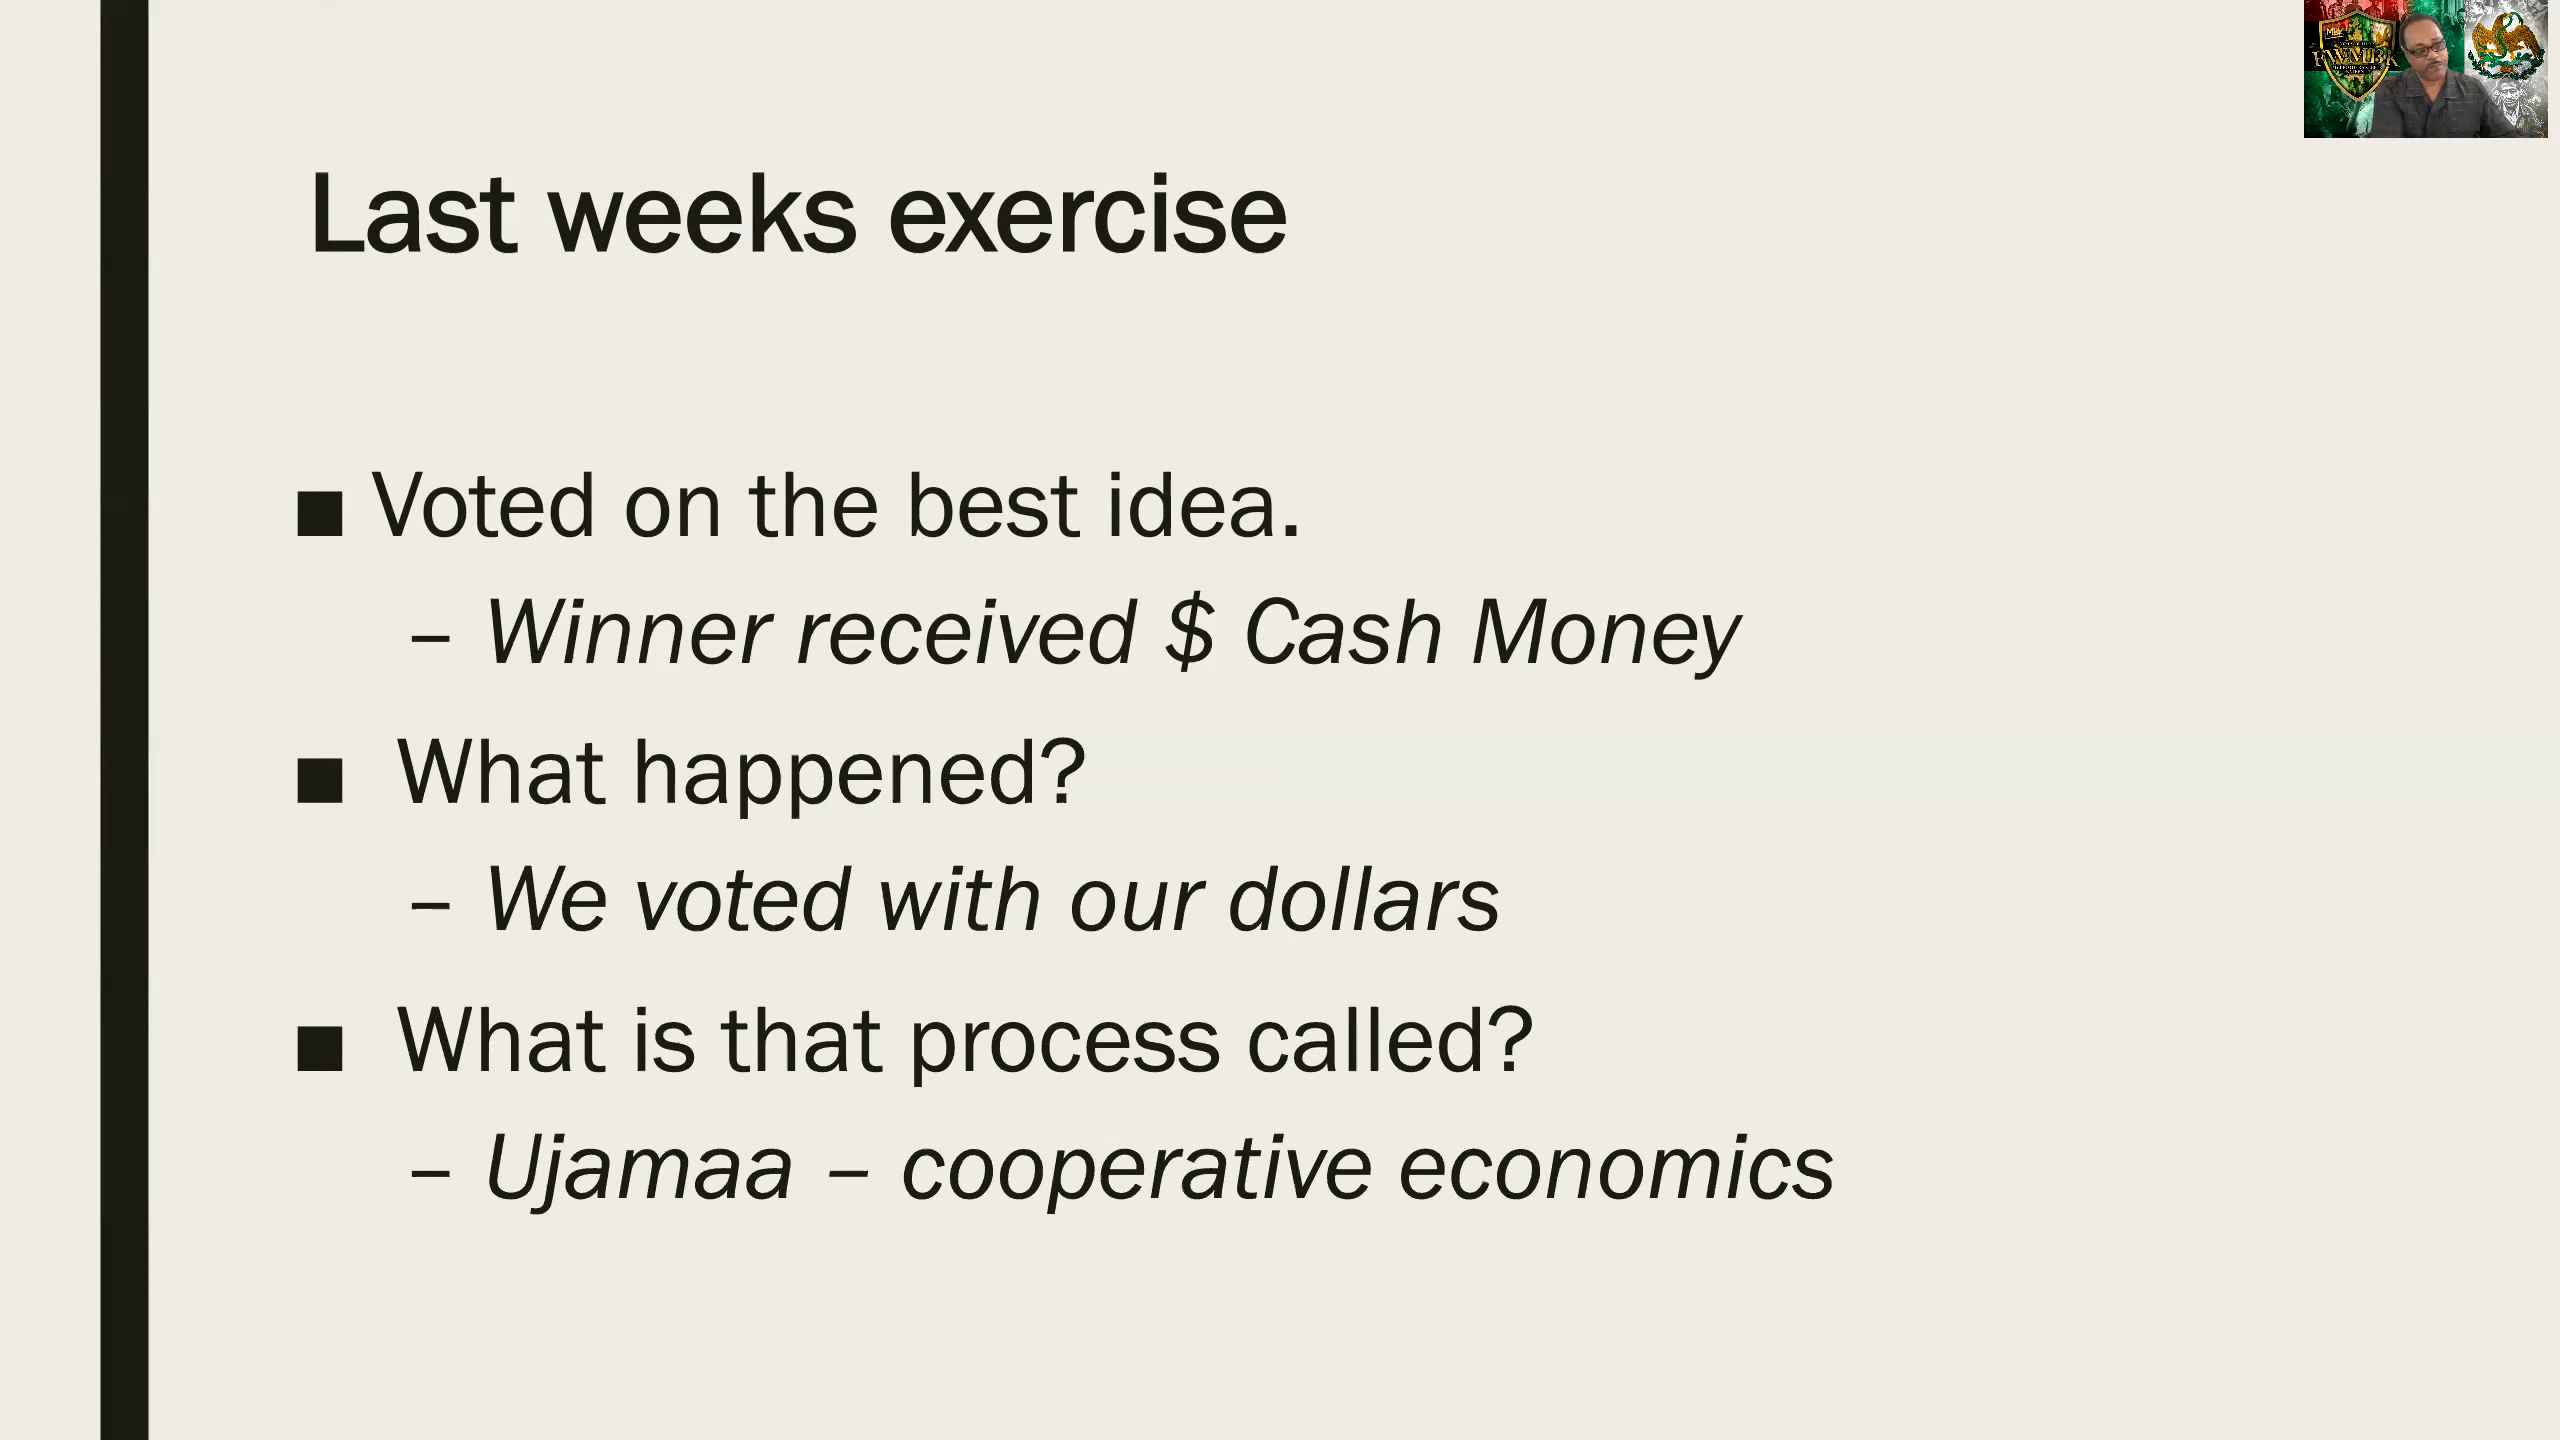 Last weeks exercise
■ Voted on the best idea.
– Winner received $ Cash Money
■ What happened?
– We voted with our dollars
■ What is that process called?
– Ujamaa – cooperative economics